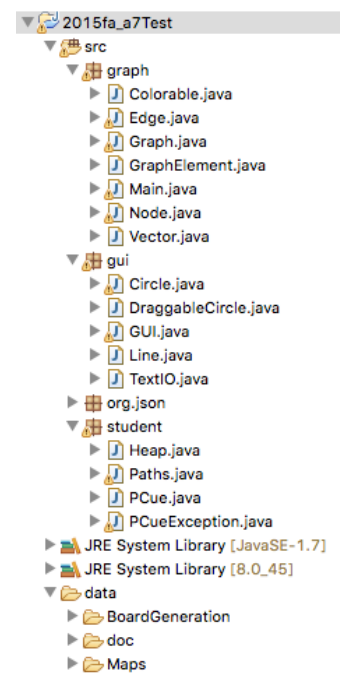 2015fa_a7Test
src
graph
Colorable.java
Edge.java
Graph.java
GraphElement.java
Main.java
Node.java
Vector.java
gui
Circle.java
DraggableCircle.java
GUI.java
Line.java
TextIO.java
org.json
student
Heap.java
Paths.java
PCue.java
PCueException.java
JRE System Library [JavaSE-1.7]
JRE System Library [8.0_45]
data
BoardGeneration
doc
Maps